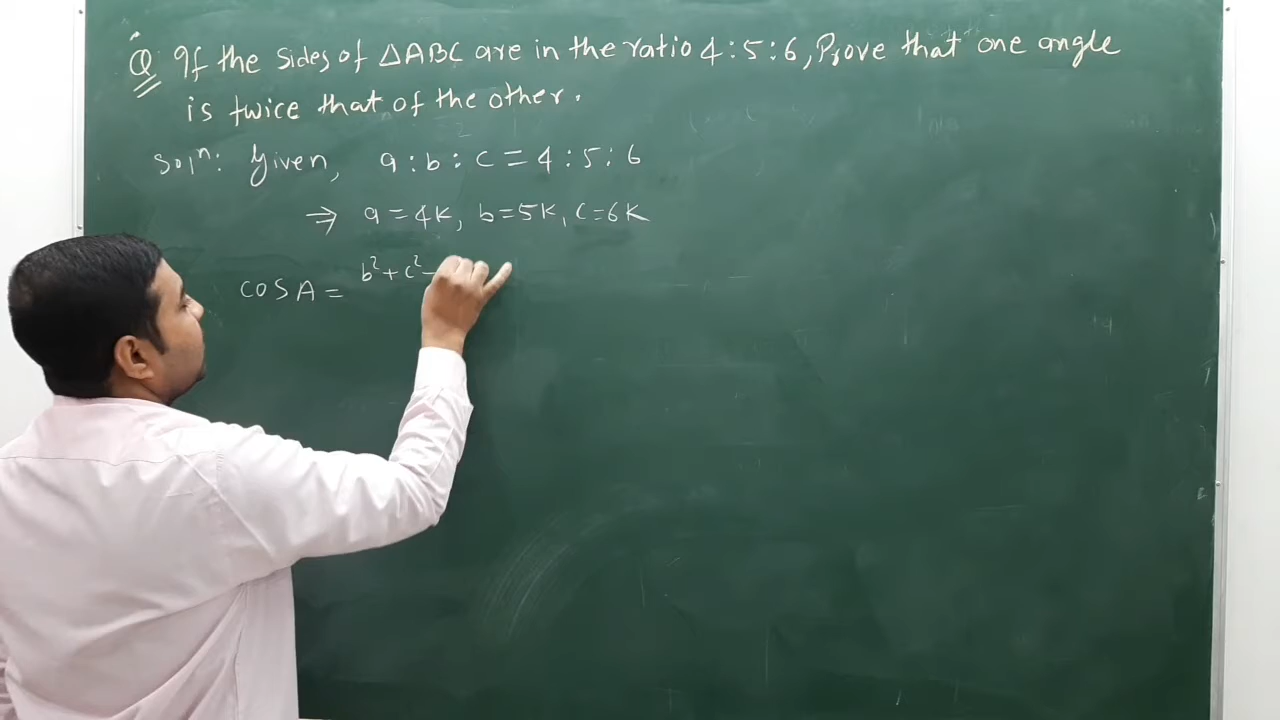 Q If the sides of △ABC are in the ratio 4:5:6, Prove that one angle
is twice that of the other.
Solⁿ: Given, a : b : c = 4 : 5 : 6
⇒ a = 4K, b = 5K, c = 6K
COSA = b² + c² -